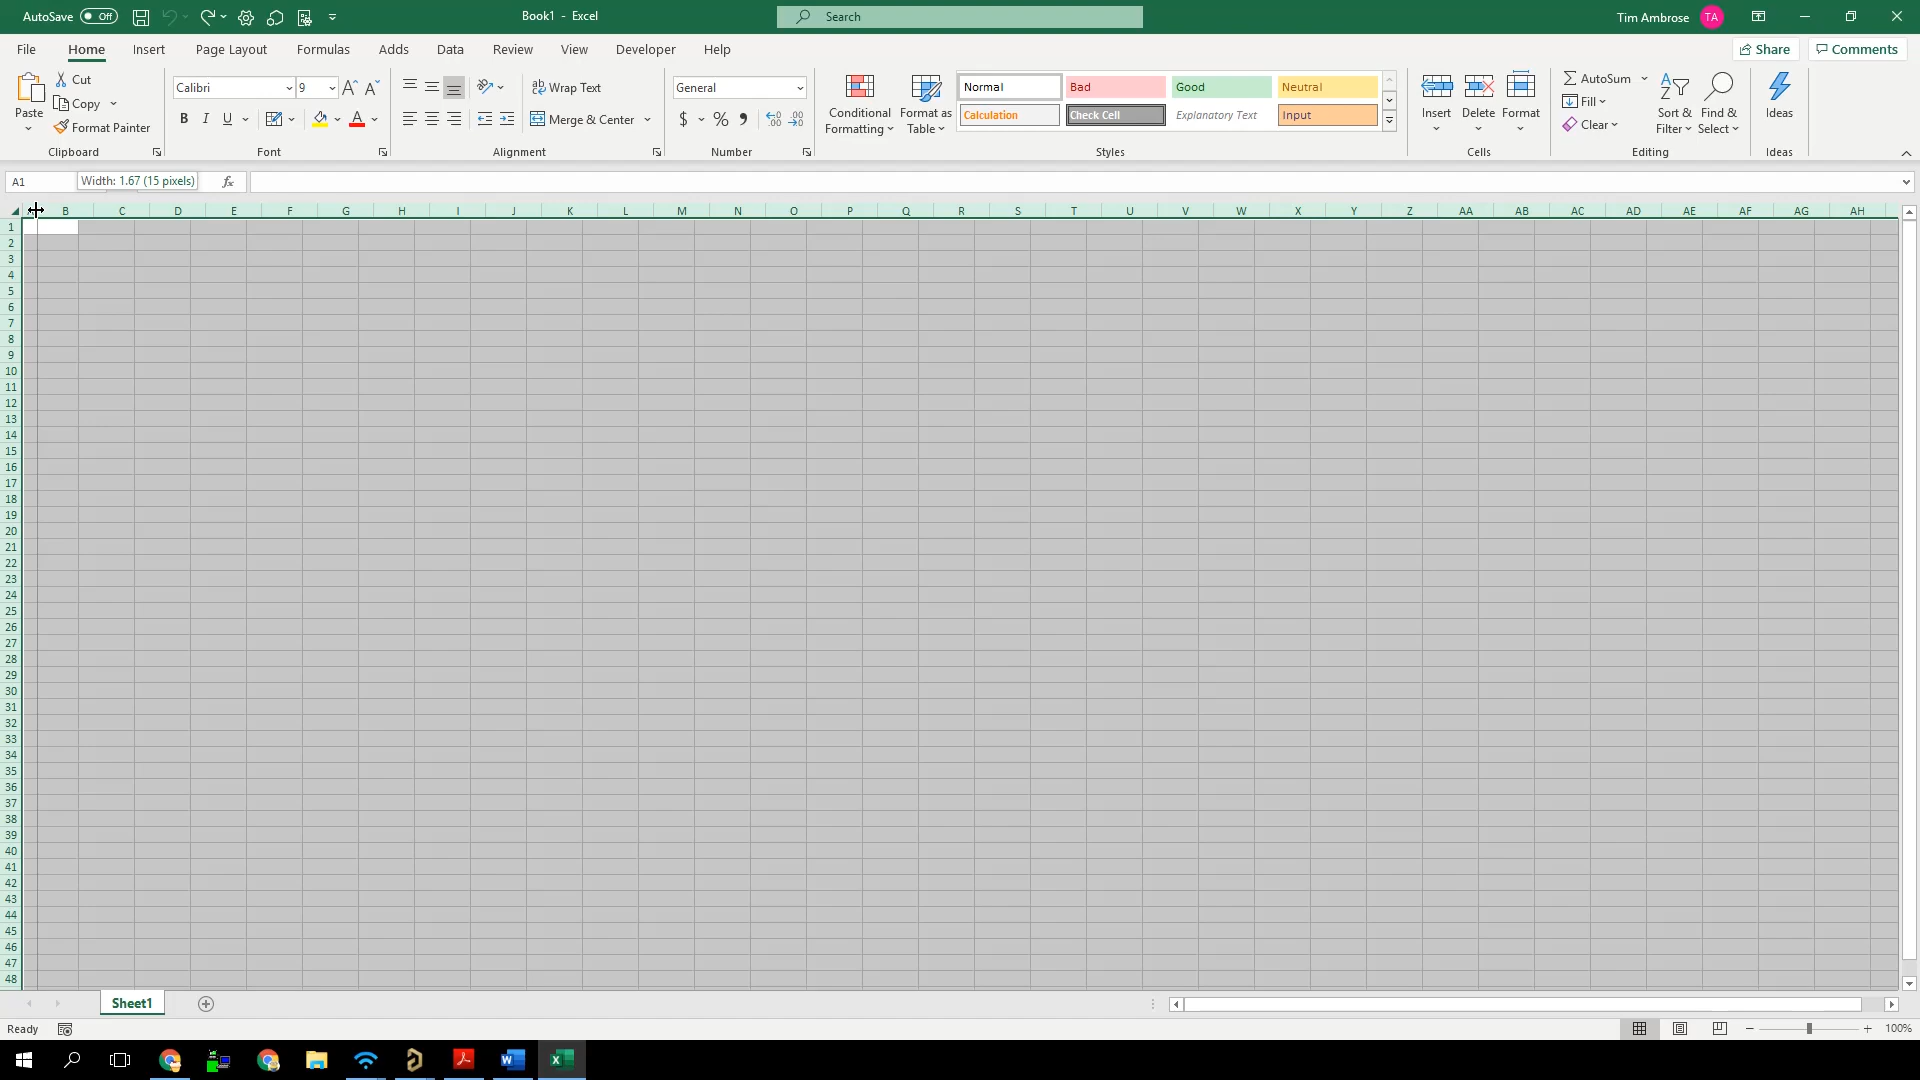 AutoSave Off
Book1 - Excel
Search
Tim Ambrose TA
File Home Insert Page Layout Formulas Adds Data Review View Developer Help
Share Comments
Paste
Cut
Copy
Format Painter
Clipboard
Calibri 9
B I U
Font
Wrap Text
Merge & Center
Alignment
General
$ % 9
Number
Conditional Formatting
Format as Table
Normal Bad Good Neutral
Calculation Check Cell Explanatory Text Input
Styles
Insert Delete Format
Cells
AutoSum
Fill
Clear
Sort & Filter
Find & Select
Editing
Ideas
Ideas
A1 Width: 1.67 (15 pixels) fx
B C D E F G H I J K L M N O P Q R S T U V W X Y Z AA AB AC AD AE AF AG AH
1
2
3
4
5
6
7
8
9
10
11
12
13
14
15
16
17
18
19
20
21
22
23
24
25
26
27
28
29
30
31
32
33
34
35
36
37
38
39
40
41
42
43
44
45
46
47
48
Sheet1
Ready
100%